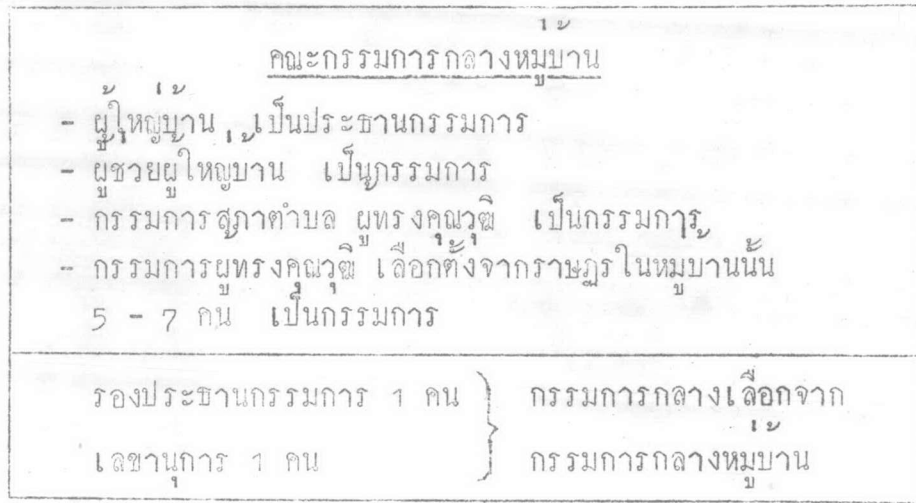 คณะกรรมการกลางหมู่บ้าน
- ผู้ใหญ่บ้าน เป็นประธานกรรมการ
- ผู้ช่วยผู้ใหญ่บ้าน เป็นกรรมการ
- กรรมการสภาตำบล ผู้ทรงคุณวุฒิ เป็นกรรมการ
- กรรมการผู้ทรงคุณวุฒิ เลือกตั้งจากราษฎรในหมู่บ้านนั้น
5 - 7 คน เป็นกรรมการ
รองประธานกรรมการ 1 คน } กรรมการกลางเลือกจาก
เลขานุการ 1 คน } กรรมการกลางหมู่บ้าน